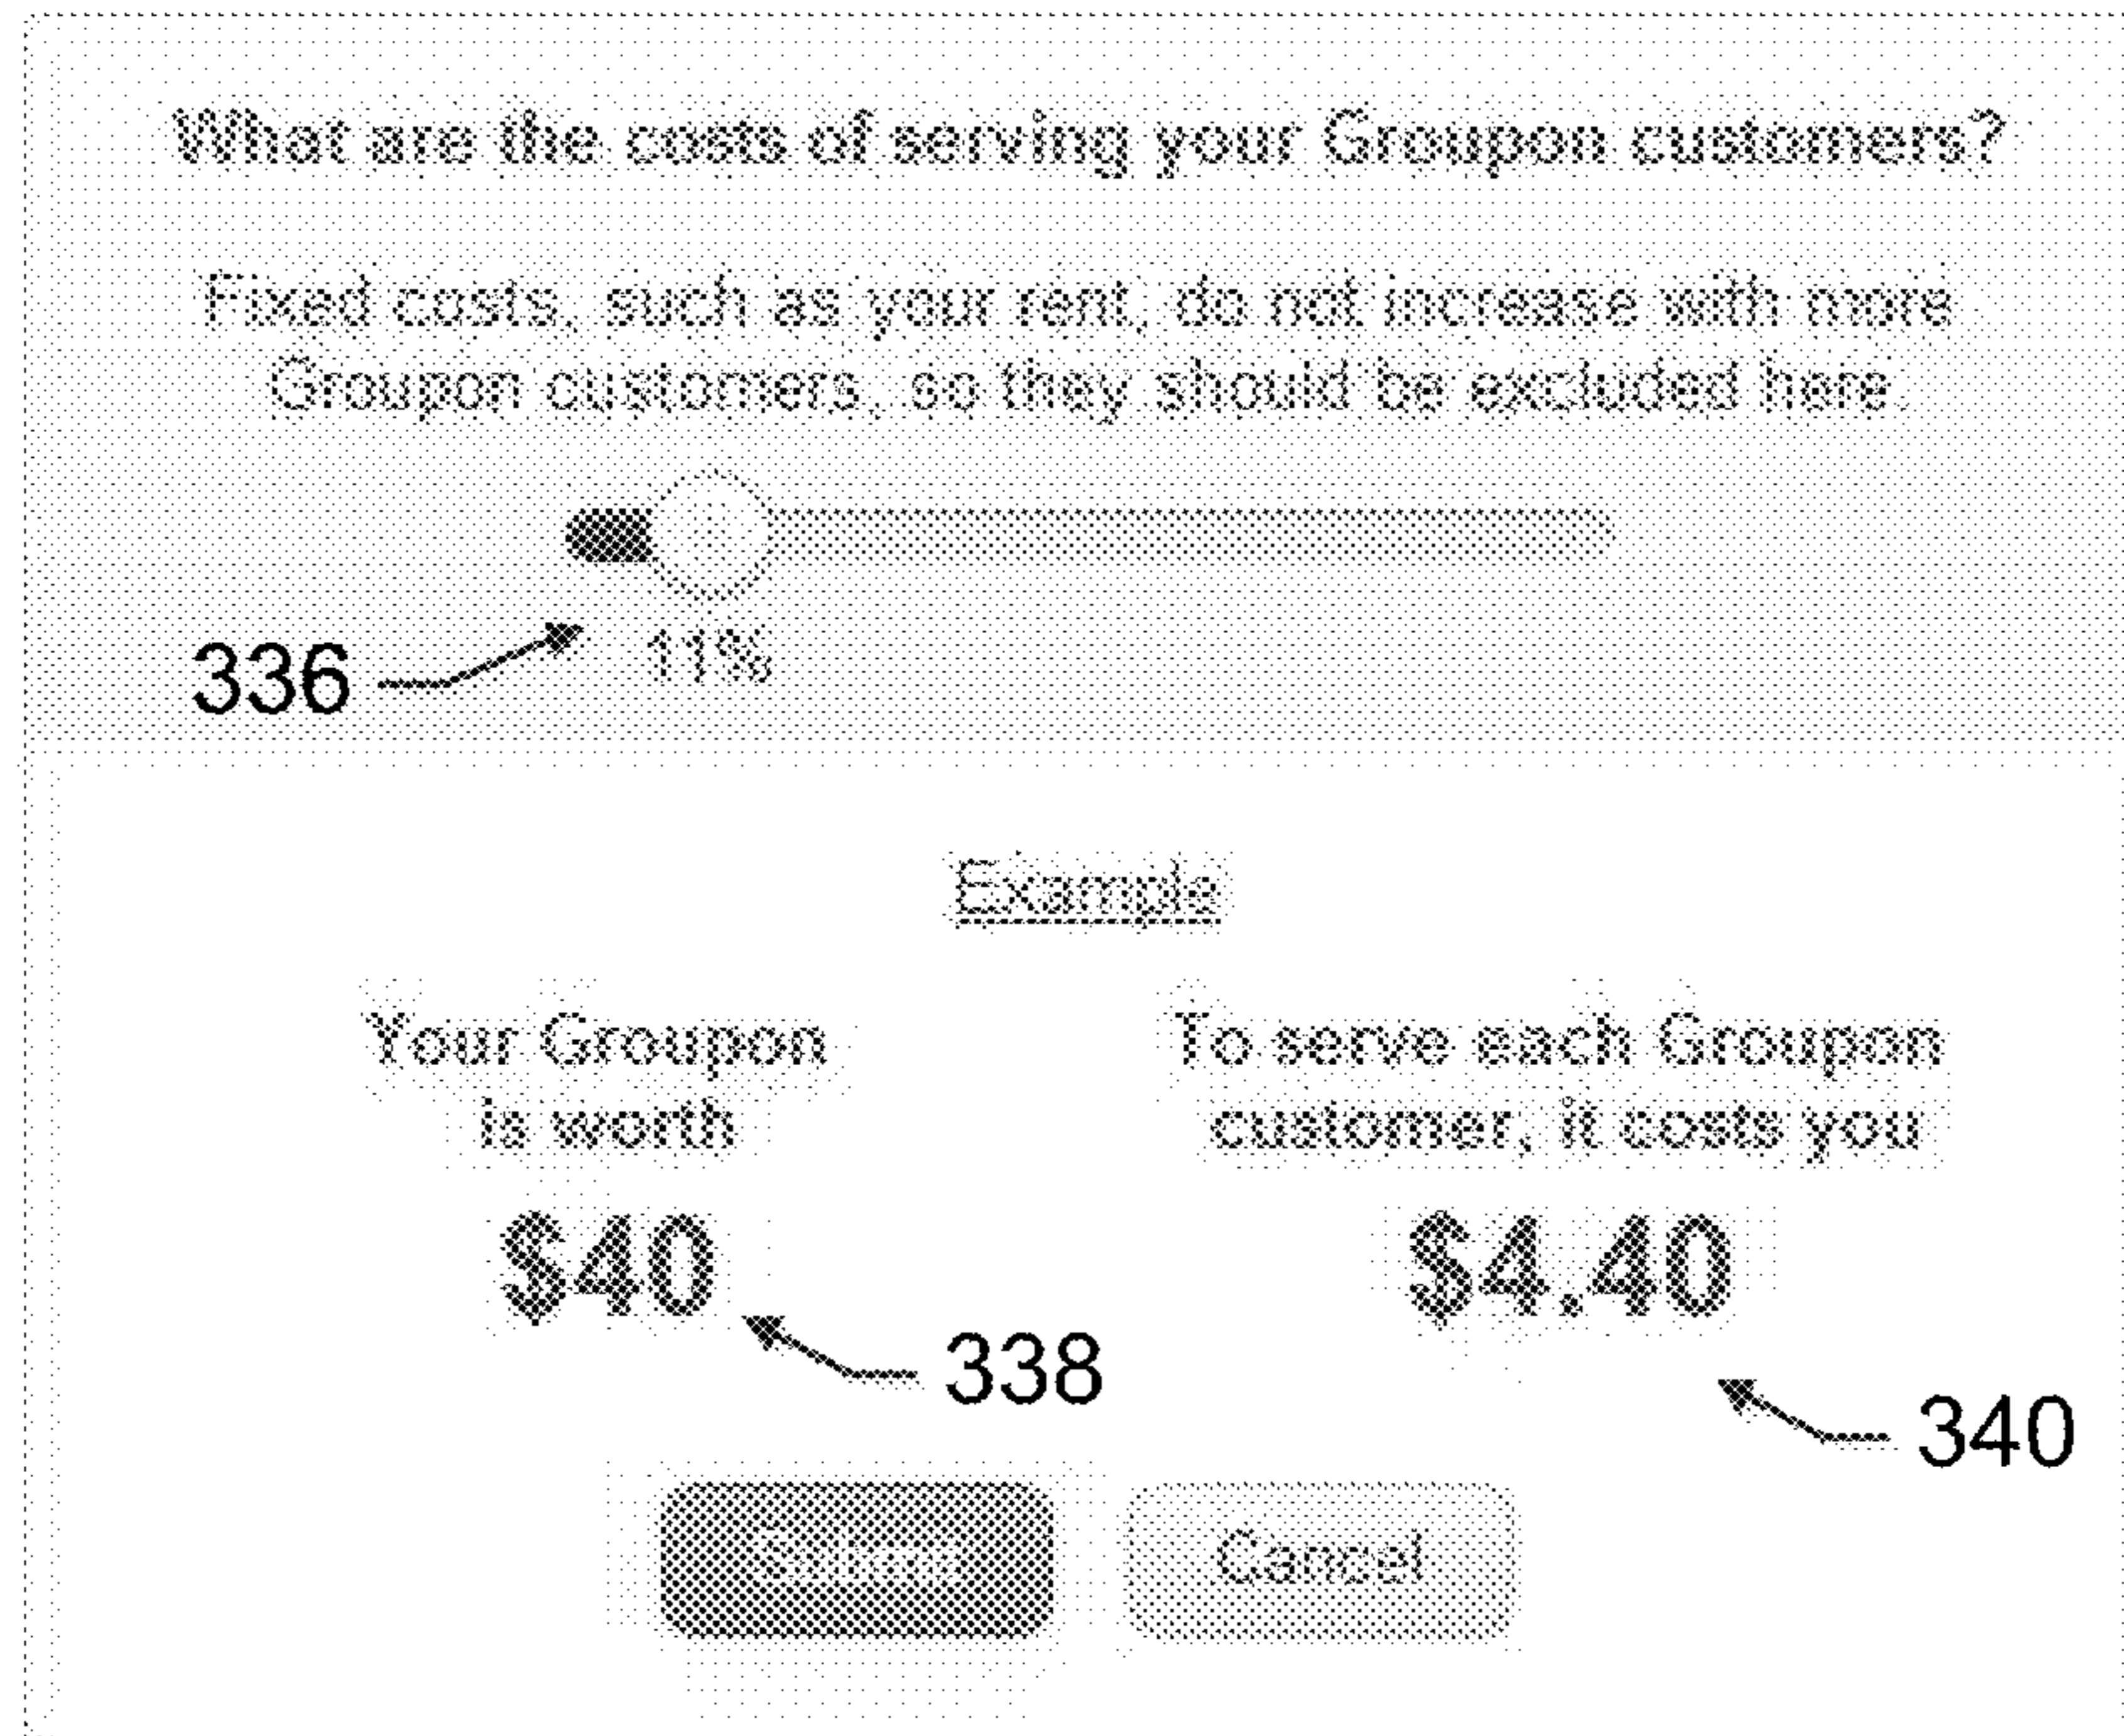 What are the costs of serving your Groupon customers?
Fixed costs, such as your rent, do not increase with more
Groupon customers, so they should be excluded here.
11%
336
Example
Your Groupon
is worth
$40
338
To serve each Groupon
customer, it costs you
$4.40
340
Submit
Cancel